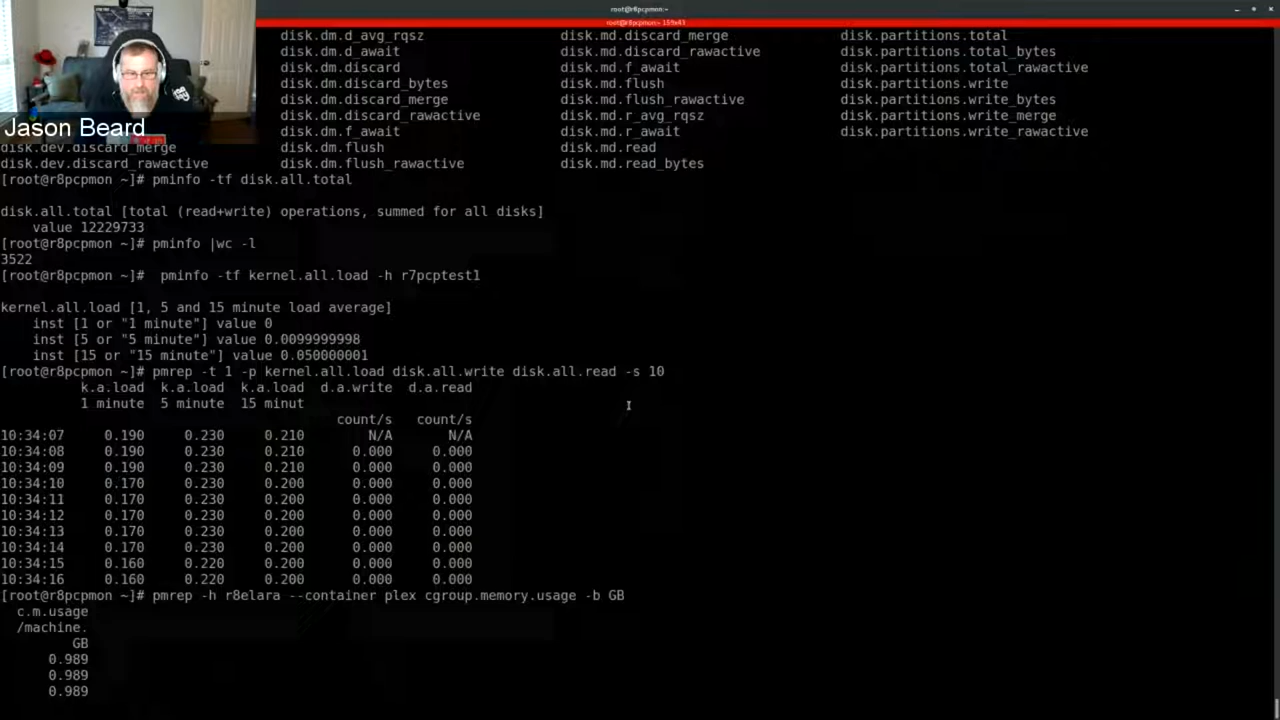 root@r8pcpmon:~
root@r8pcpmon:~ 159x43
disk.dm.d_avg_rqsz disk.md.discard_merge disk.partitions.total
disk.dm.d_await disk.md.discard_rawactive disk.partitions.total_bytes
disk.dm.discard disk.md.f_await disk.partitions.total_rawactive
disk.dm.discard_bytes disk.md.flush disk.partitions.write
disk.dm.discard_merge disk.md.flush_rawactive disk.partitions.write_bytes
disk.dm.discard_rawactive disk.md.r_avg_rqsz disk.partitions.write_merge
Jason Beard
disk.dm.f_await disk.md.r_await disk.partitions.write_rawactive
disk.dev.discard_merge disk.dm.flush disk.md.read
disk.dev.discard_rawactive disk.dm.flush_rawactive disk.md.read_bytes
[root@r8pcpmon ~]# pminfo -tf disk.all.total
disk.all.total [total (read+write) operations, summed for all disks]
value 12229733
[root@r8pcpmon ~]# pminfo |wc -l
3522
[root@r8pcpmon ~]#  pminfo -tf kernel.all.load -h r7pcptest1
kernel.all.load [1, 5 and 15 minute load average]
inst [1 or "1 minute"] value 0
inst [5 or "5 minute"] value 0.0099999998
inst [15 or "15 minute"] value 0.050000001
[root@r8pcpmon ~]# pmrep -t 1 -p kernel.all.load disk.all.write disk.all.read -s 10
k.a.load k.a.load k.a.load d.a.write d.a.read
1 minute 5 minute 15 minut
count/s count/s
10:34:07 0.190 0.230 0.210 N/A N/A
10:34:08 0.190 0.230 0.210 0.000 0.000
10:34:09 0.190 0.230 0.210 0.000 0.000
10:34:10 0.170 0.230 0.200 0.000 0.000
10:34:11 0.170 0.230 0.200 0.000 0.000
10:34:12 0.170 0.230 0.200 0.000 0.000
10:34:13 0.170 0.230 0.200 0.000 0.000
10:34:14 0.170 0.230 0.200 0.000 0.000
10:34:15 0.160 0.220 0.200 0.000 0.000
10:34:16 0.160 0.220 0.200 0.000 0.000
[root@r8pcpmon ~]# pmrep -h r8elara --container plex cgroup.memory.usage -b GB
c.m.usage
/machine.
GB
0.989
0.989
0.989